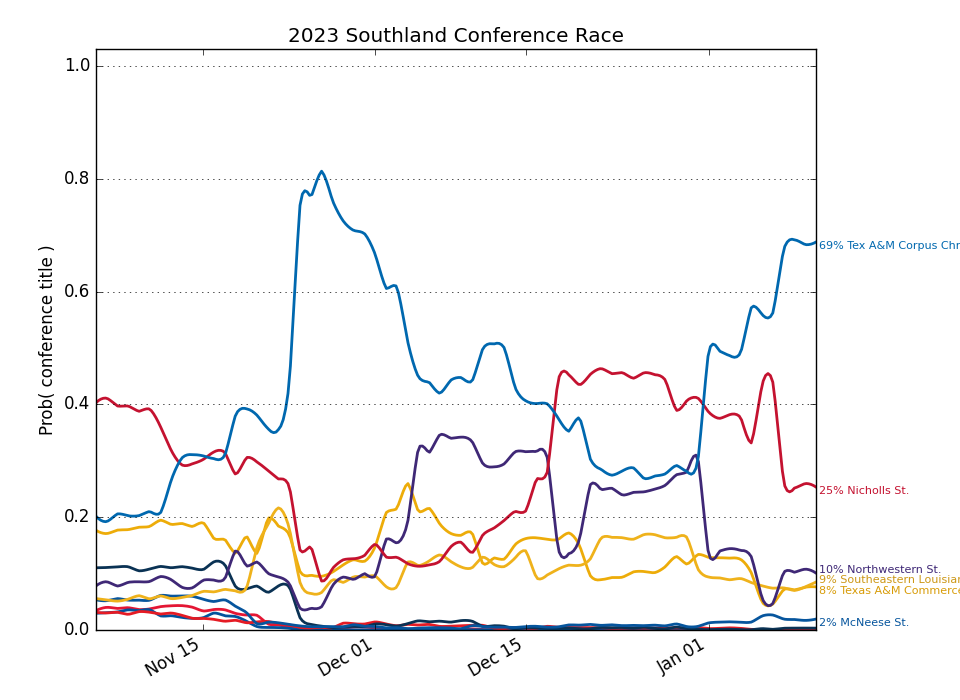 2023 Southland Conference Race
1.0
0.8
0.6
0.4
0.2
0.0
Prob( conference title )
Nov 15
Dec 01
Dec 15
Jan 01
69% Tex A&M Corpus Chr
25% Nicholls St.
10% Northwestern St.
9% Southeastern Louisian
8% Texas A&M Commerce
2% McNeese St.